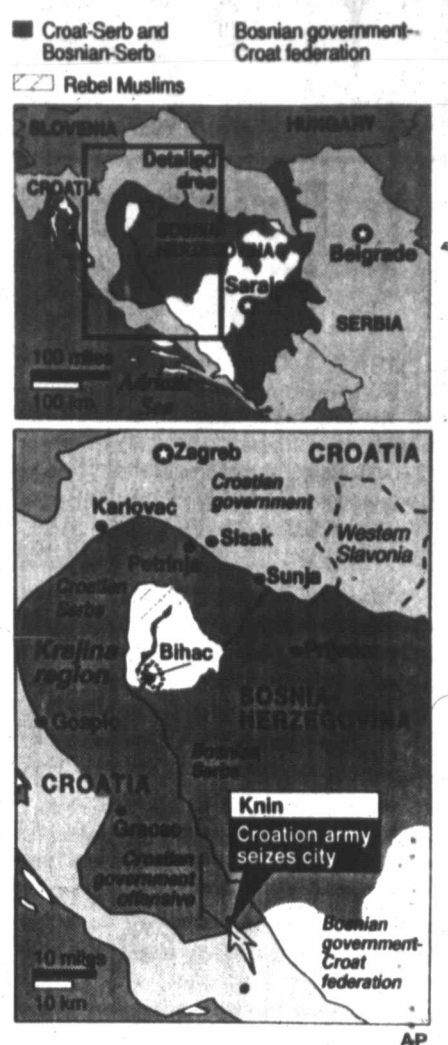 Croat-Serb and
Bosnian-Serb
Bosnian government-
Croat federation
Rebel Muslims
SLOVENIA
HUNGARY
CROATIA
Detailed
area
BOSNIA-
HERZEGOVINA
Belgrade
SERBIA
100 miles
100 km
Adriatic
Sea
Zagreb
CROATIA
Croatian
government
Karlovac
Sisak
Western
Slavonia
Petrinja
Sunja
Croatian
Serbs
Krajina
region
Bihac
Prijedor
BOSNIA
HERZEGOVINA
Gospic
Bosnian
Serbs
CROATIA
Knin
Croation army
seizes city
Gracac
Croatian
government
offensive
Bosnian
government-
Croat
federation
10 miles
10 km
AP